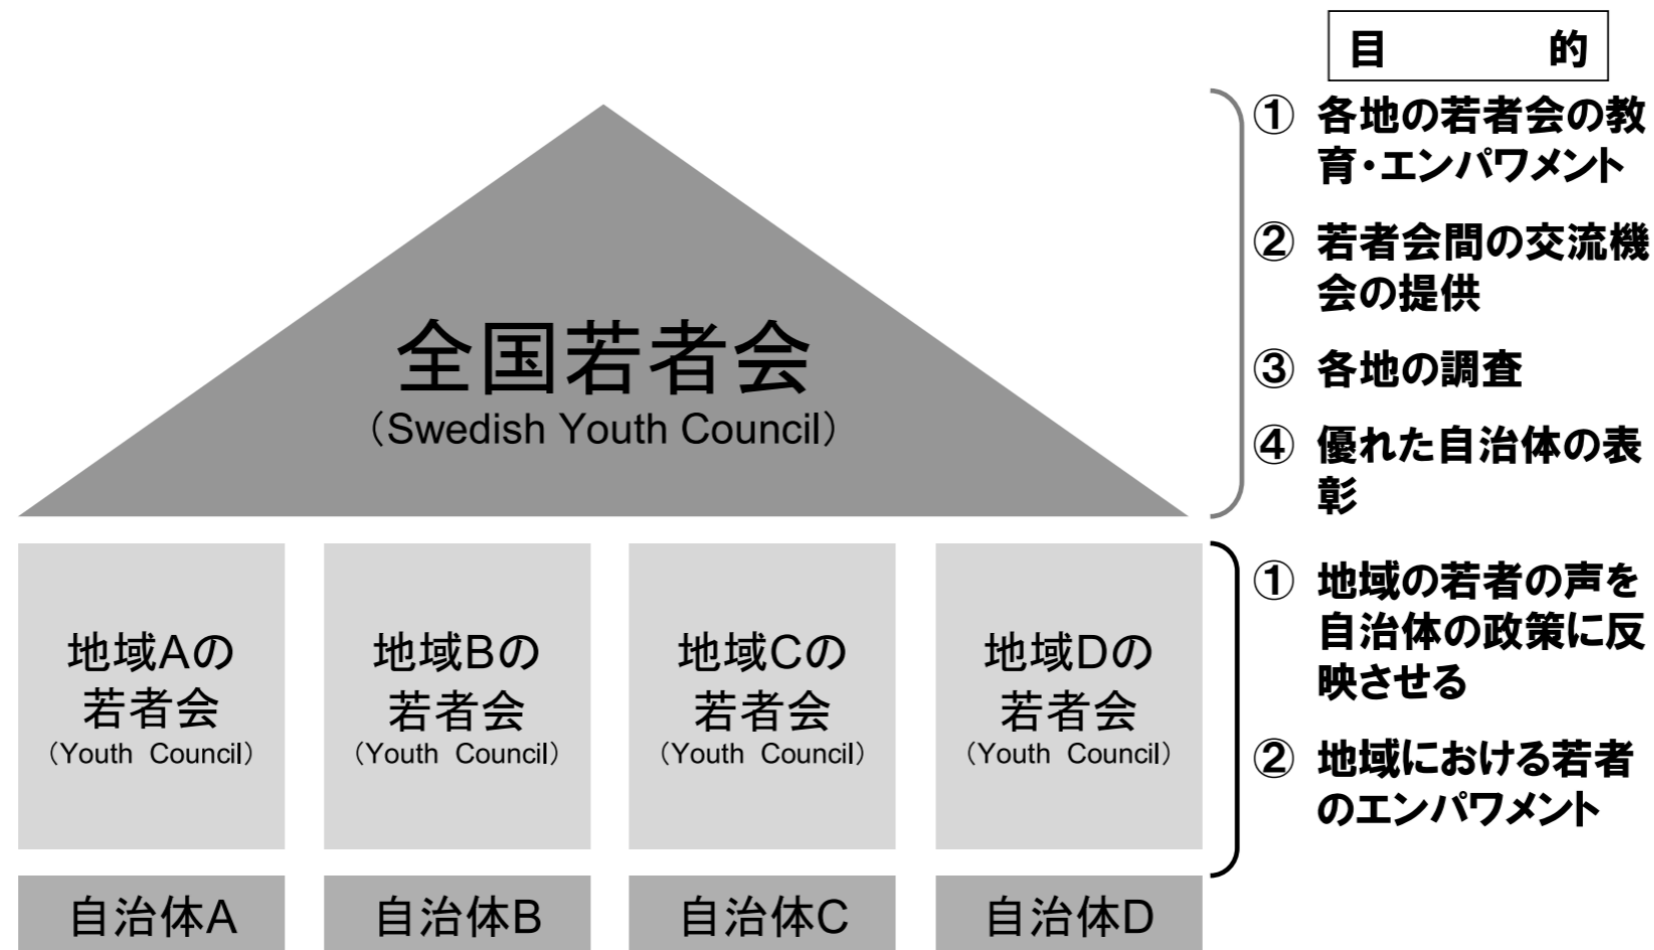 目 的
① 各地の若者会の教
育・エンパワメント
② 若者会間の交流機
会の提供
③ 各地の調査
④ 優れた自治体の表
彰
全国若者会
（Swedish Youth Council）
① 地域の若者の声を
自治体の政策に反
映させる
② 地域における若者
のエンパワメント
地域Aの
若者会
（Youth Council）
地域Bの
若者会
（Youth Council）
地域Cの
若者会
（Youth Council）
地域Dの
若者会
（Youth Council）
自治体A
自治体B
自治体C
自治体D